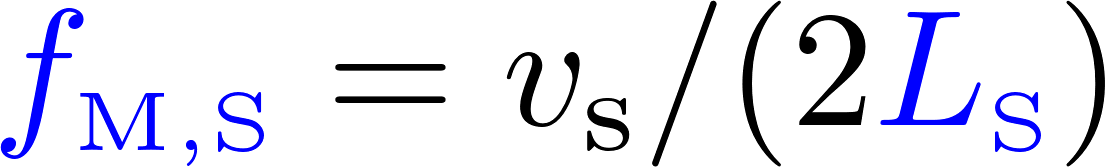 f_{M,S} = v_s/(2L_S)